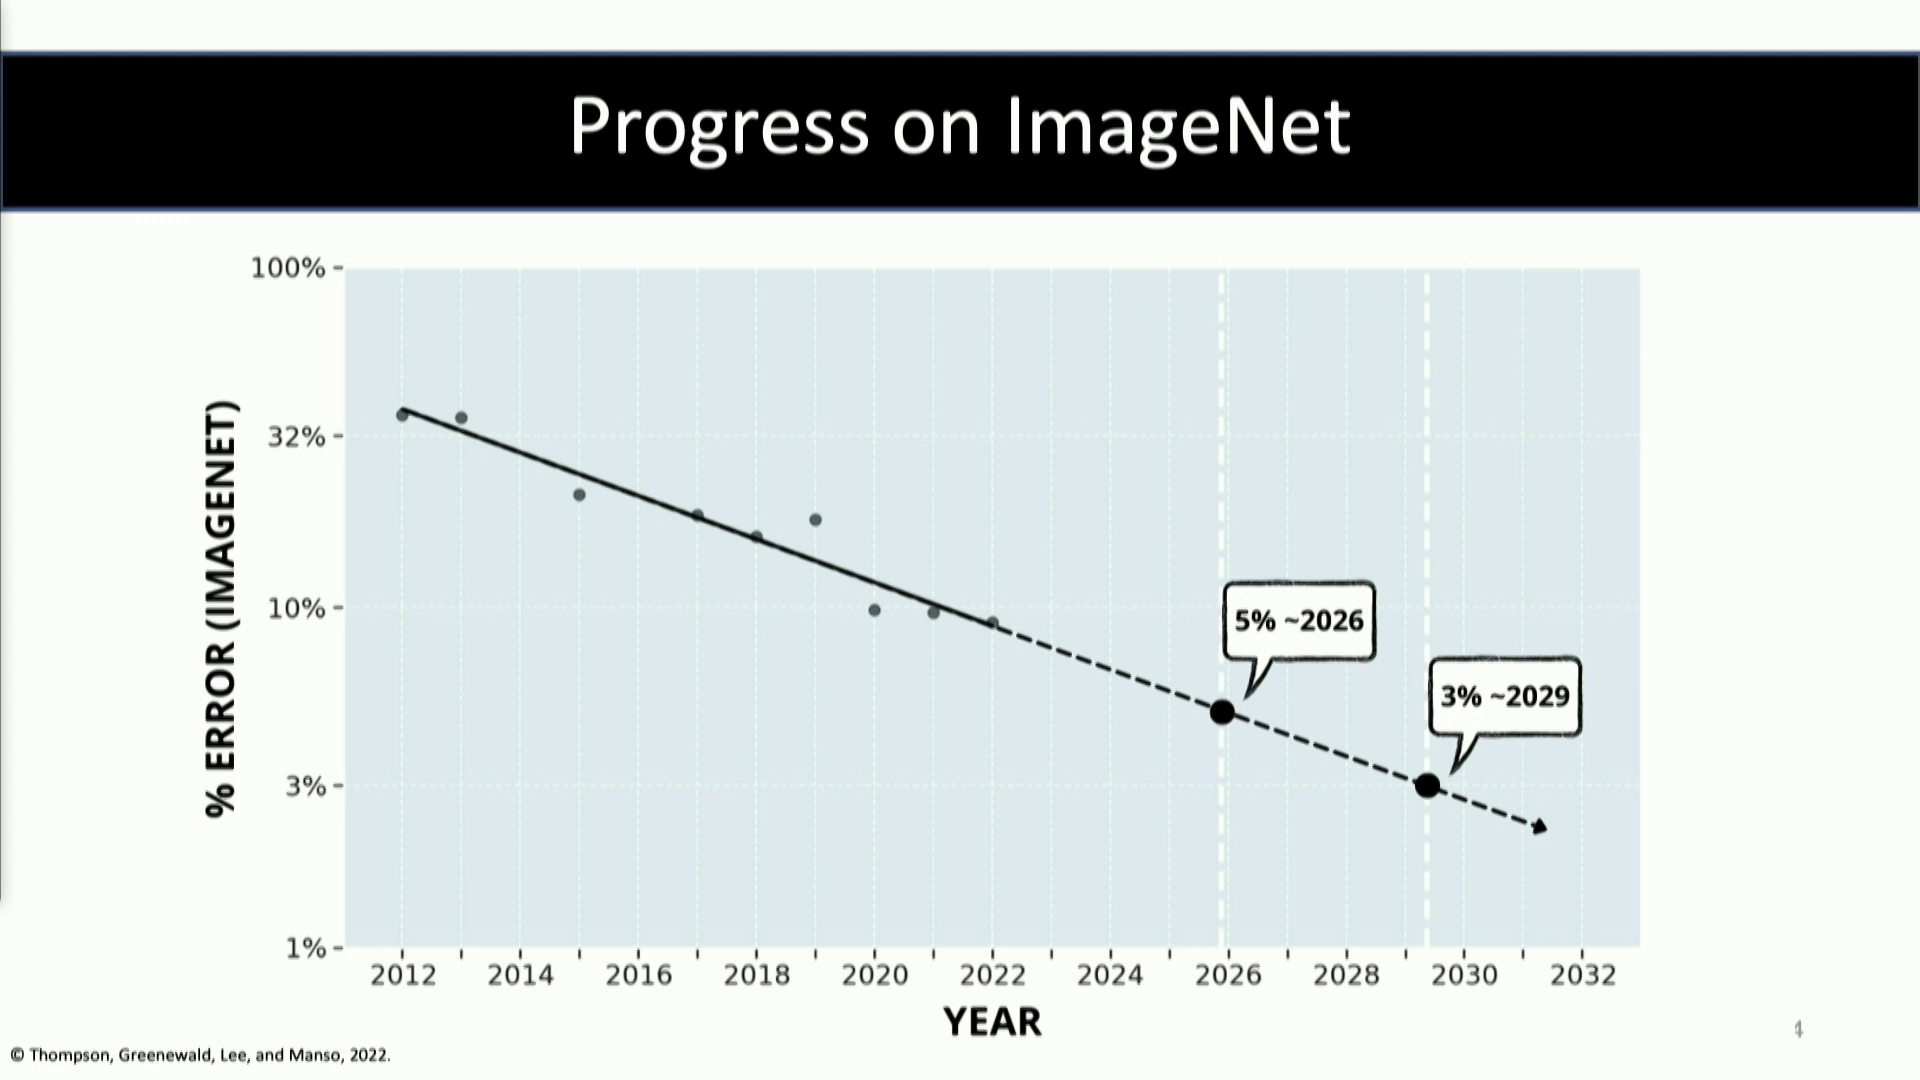 Progress on ImageNet
100%
32%
10%
3%
1%
% ERROR (IMAGENET)
5% ~2026
3% ~2029
2012 2014 2016 2018 2020 2022 2024 2026 2028 2030 2032
YEAR
4
© Thompson, Greenewald, Lee, and Manso, 2022.